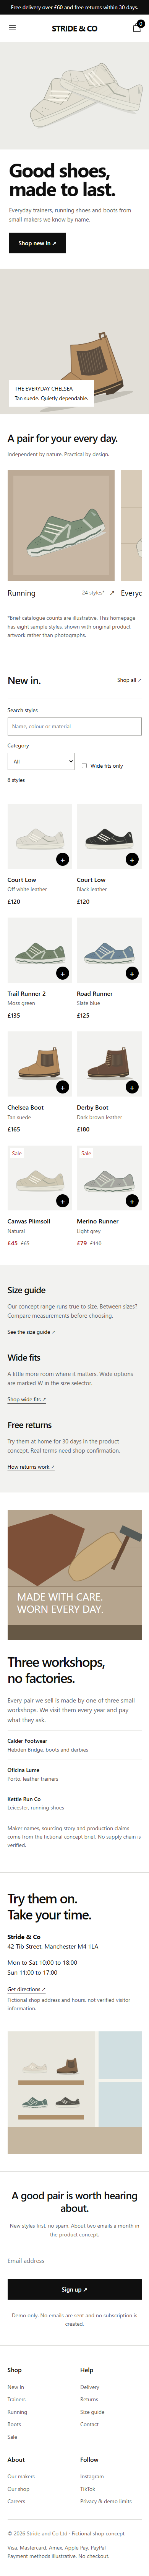 Free delivery over £60 and free returns within 30 days.
STRIDE & CO
0
Good shoes,
made to last.
Everyday trainers, running shoes and boots from
small makers we know by name.
Shop new in ↗
THE EVERYDAY CHELSEA
Tan suede. Quietly dependable.
A pair for your every day.
Independent by nature. Practical by design.
Running
24 styles* ↗
Everyc
*Brief catalogue counts are illustrative. This homepage
has eight sample styles, shown with original product
artwork rather than photographs.
New in.
Shop all ↗
Search styles
Name, colour or material
Category
All
Wide fits only
8 styles
Court Low
Off white leather
£120
Court Low
Black leather
£120
Trail Runner 2
Moss green
£135
Road Runner
Slate blue
£125
Chelsea Boot
Tan suede
£165
Derby Boot
Dark brown leather
£180
Sale
Canvas Plimsoll
Natural
£45 £65
Sale
Merino Runner
Light grey
£79 £110
Size guide
Our concept range runs true to size. Between sizes?
Compare measurements before choosing.
See the size guide ↗
Wide fits
A little more room where it matters. Wide options
are marked W in the size selector.
Shop wide fits ↗
Free returns
Try them at home for 30 days in the product
concept. Real terms need shop confirmation.
How returns work ↗
MADE WITH CARE.
WORN EVERY DAY.
Three workshops,
no factories.
Every pair we sell is made by one of three small
workshops. We visit them every year and pay
what they ask.
Calder Footwear
Hebden Bridge, boots and derbies
Oficina Lume
Porto, leather trainers
Kettle Run Co
Leicester, running shoes
Maker names, sourcing story and production claims
come from the fictional concept brief. No supply chain is
verified.
Try them on.
Take your time.
Stride & Co
42 Tib Street, Manchester M4 1LA
Mon to Sat 10:00 to 18:00
Sun 11:00 to 17:00
Get directions ↗
Fictional shop address and hours, not verified visitor
information.
A good pair is worth hearing
about.
New styles first, no spam. About two emails a month in
the product concept.
Email address
Sign up ↗
Demo only. No emails are sent and no subscription is
created.
Shop
New In
Trainers
Running
Boots
Sale
Help
Delivery
Returns
Size guide
Contact
About
Our makers
Our shop
Careers
Follow
Instagram
TikTok
Privacy & demo limits
© 2026 Stride and Co Ltd · Fictional shop concept
Visa, Mastercard, Amex, Apple Pay, PayPal
Payment methods illustrative. No checkout.